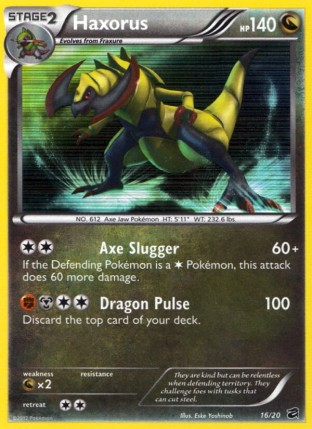 STAGE2 Haxorus HP140
Evolves from Fraxure
NO. 612 Axe Jaw Pokémon HT: 5'11" WT: 232.6 lbs.
Axe Slugger 60+
If the Defending Pokémon is a Pokémon, this attack
does 60 more damage.
Dragon Pulse 100
Discard the top card of your deck.
weakness resistance
×2
retreat
They are kind but can be relentless
when defending territory. They
challenge foes with tusks that
can cut steel.
Illus. Eske Yoshinob 16/20